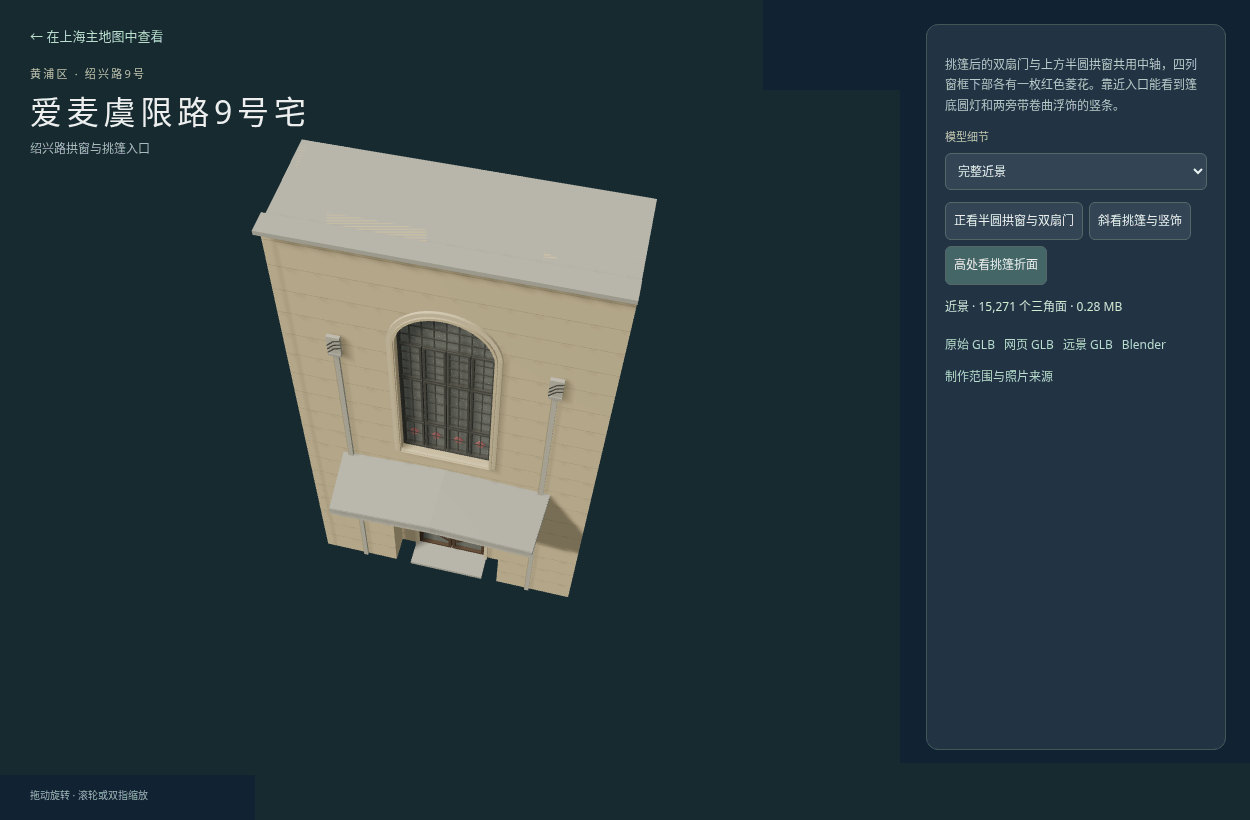 ← 在上海主地图中查看
黄浦区 · 绍兴路9号
爱麦虞限路9号宅
绍兴路拱窗与挑篷入口
挑篷后的双扇门与上方半圆拱窗共用中轴，四列
窗框下部各有一枚红色菱花。靠近入口能看到篷
底圆灯和两旁带卷曲浮饰的竖条。
模型细节
完整近景
正看半圆拱窗与双扇门
斜看挑篷与竖饰
高处看挑篷折面
近景 · 15,271 个三角面 · 0.28 MB
原始 GLB 网页 GLB 远景 GLB Blender
制作范围与照片来源
拖动旋转 · 滚轮或双指缩放